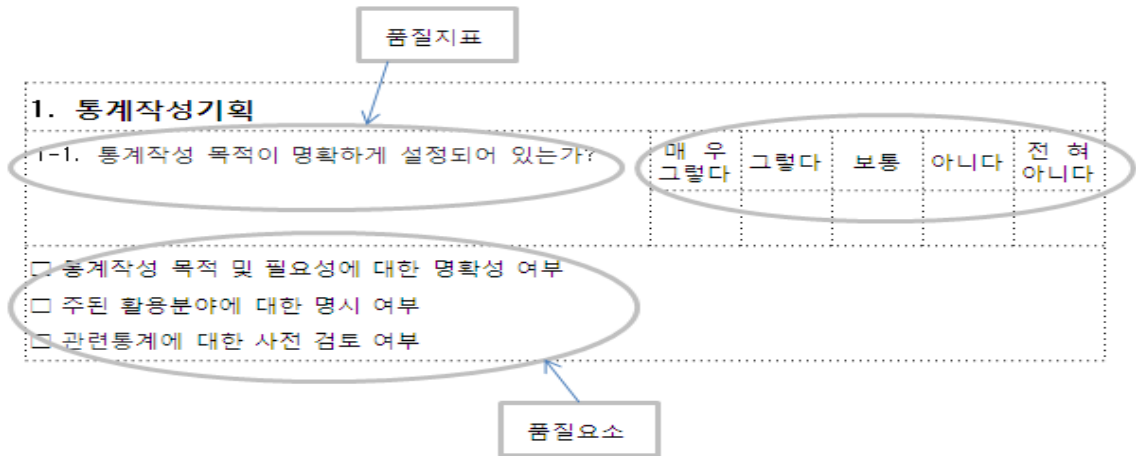 품질지표
1. 통계작성기획
1-1. 통계작성 목적이 명확하게 설정되어 있는가?
매 우 그렇다
그렇다
보통
아니다
전 혀 아니다
□ 통계작성 목적 및 필요성에 대한 명확성 여부
□ 주된 활용분야에 대한 명시 여부
□ 관련통계에 대한 사전 검토 여부
품질요소